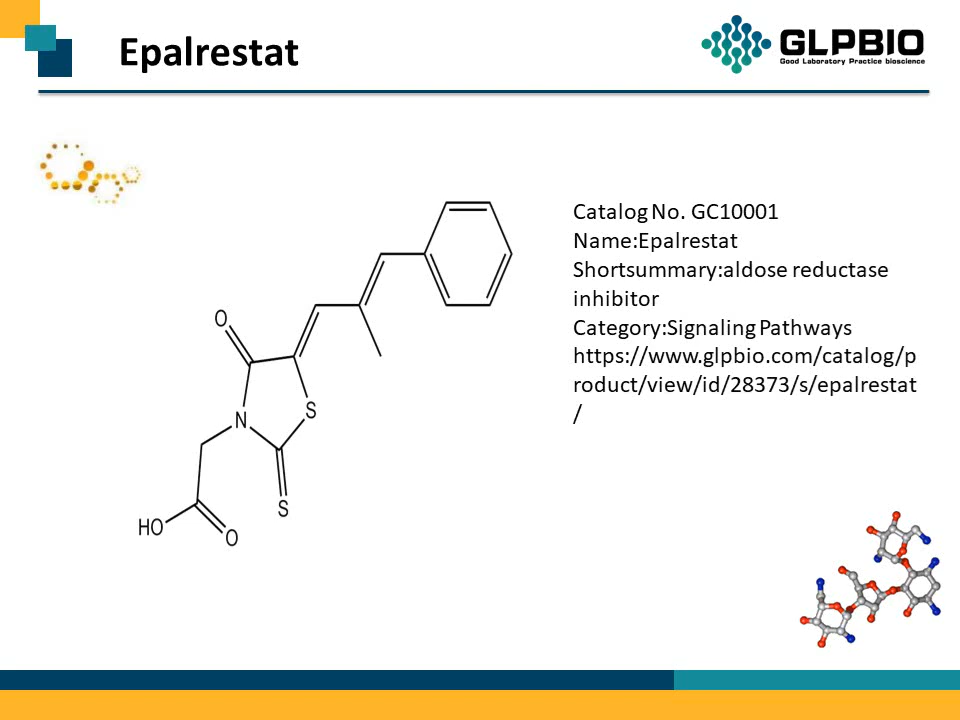 Epalrestat
GLPBIO
Good Laboratory Practice bioscience
Catalog No. GC10001
Name:Epalrestat
Shortsummary:aldose reductase
inhibitor
Category:Signaling Pathways
https://www.glpbio.com/catalog/p
roduct/view/id/28373/s/epalrestat
/
O
S
N
S
HO
O